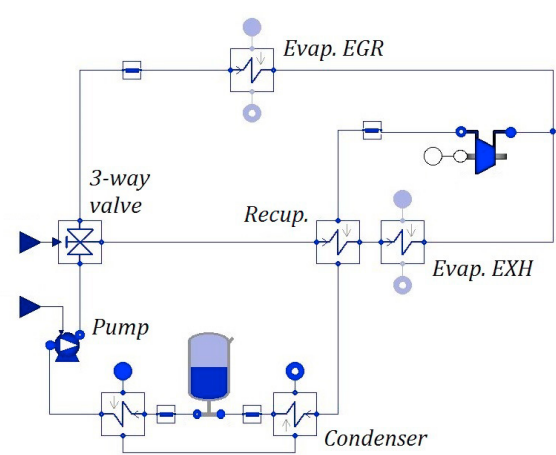 Evap. EGR
3-way
valve
Recup.
Evap. EXH
Pump
Condenser